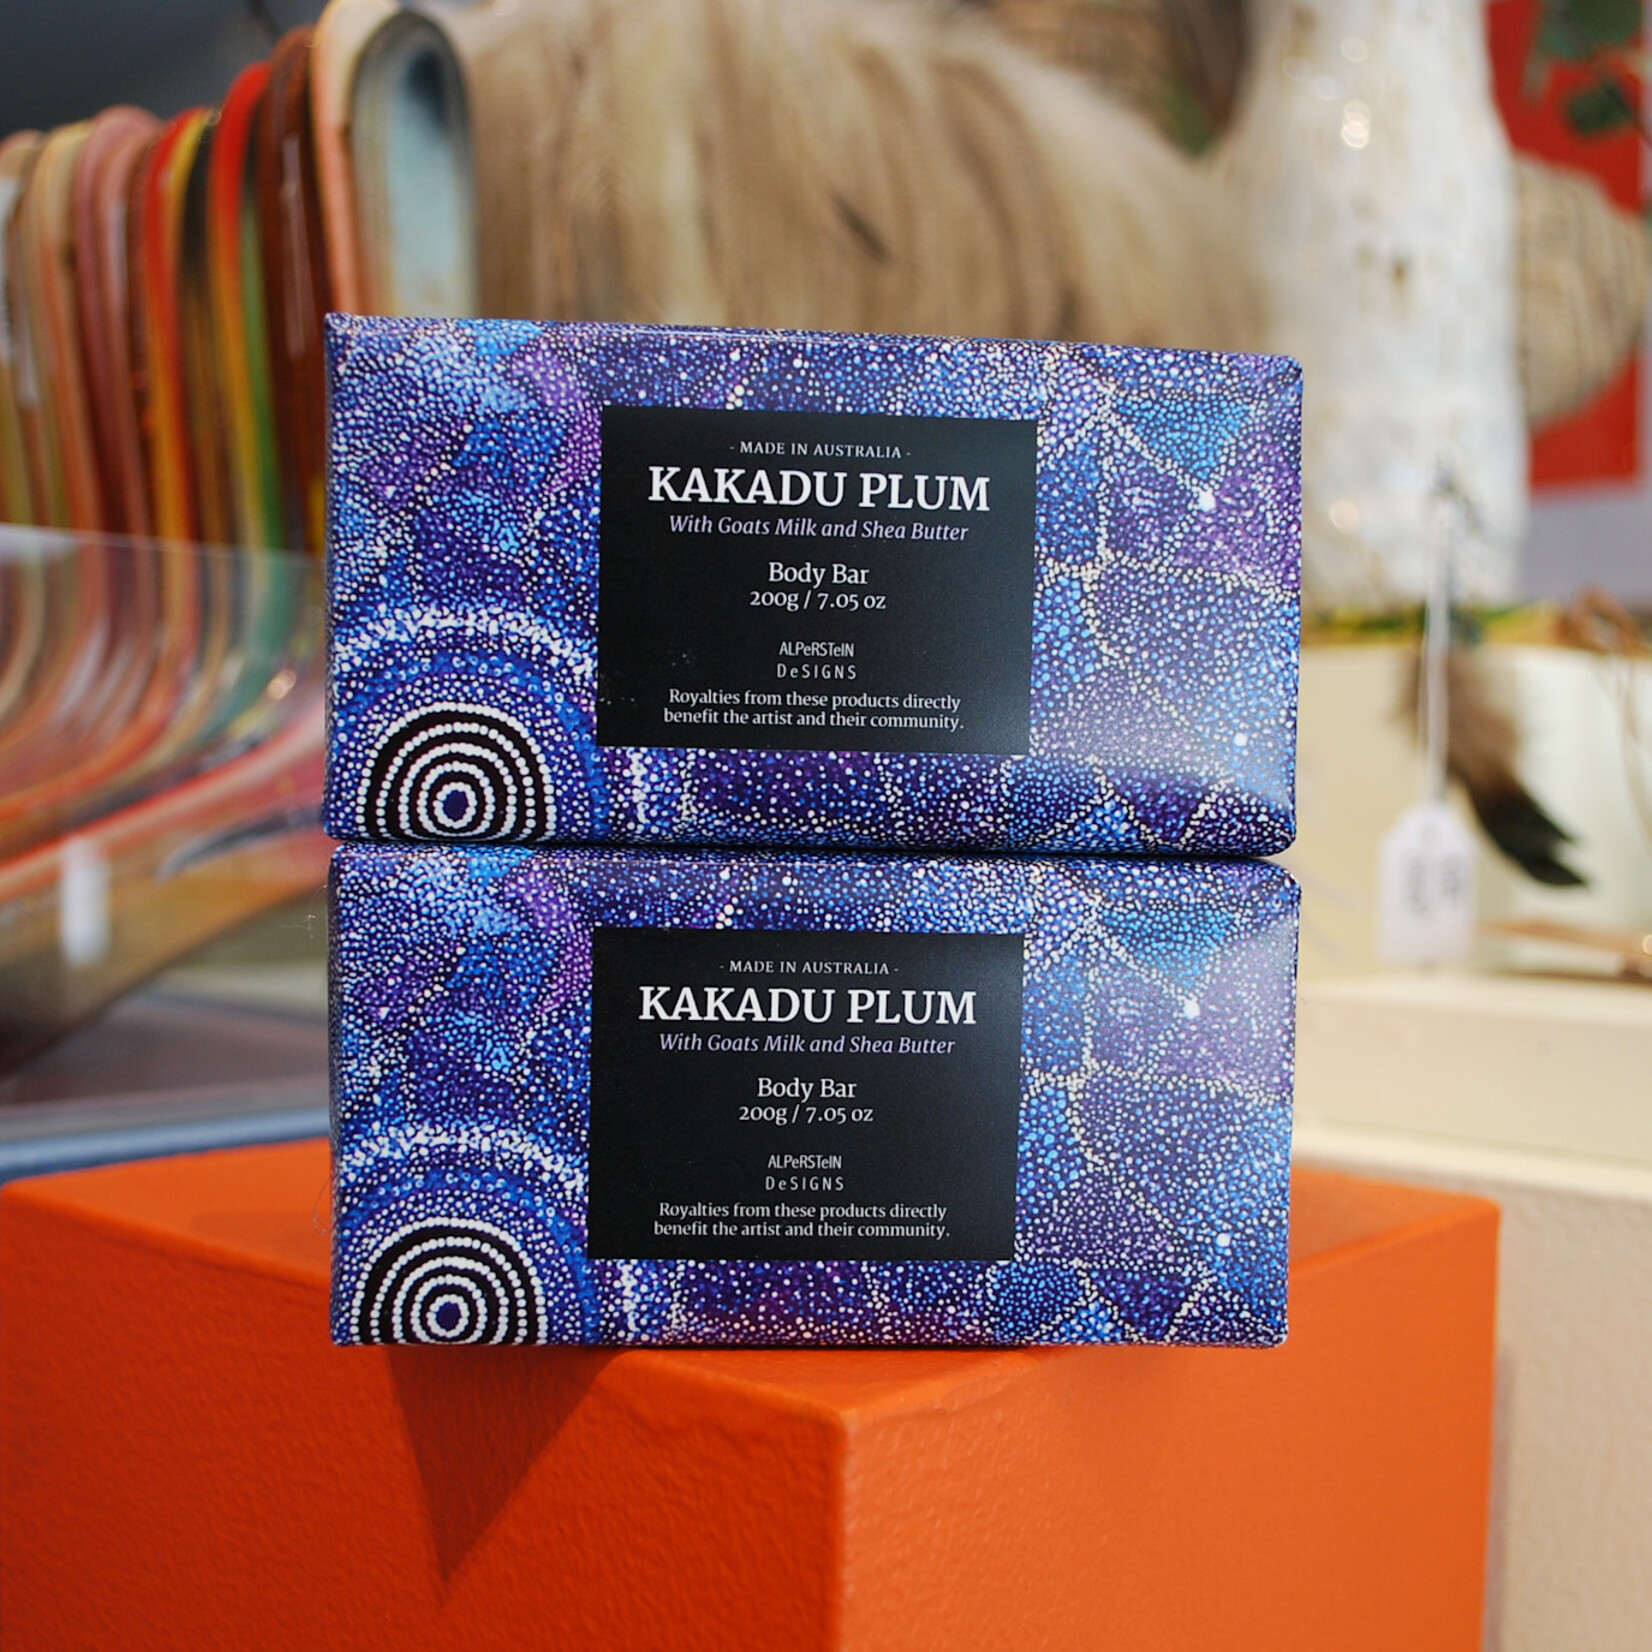 - MADE IN AUSTRALIA -
KAKADU PLUM
With Goats Milk and Shea Butter
Body Bar
200g / 7.05 oz
ALPeRSTeIN
DeSIGNS
Royalties from these products directly
benefit the artist and their community.
- MADE IN AUSTRALIA -
KAKADU PLUM
With Goats Milk and Shea Butter
Body Bar
200g / 7.05 oz
ALPeRSTeIN
DeSIGNS
Royalties from these products directly
benefit the artist and their community.